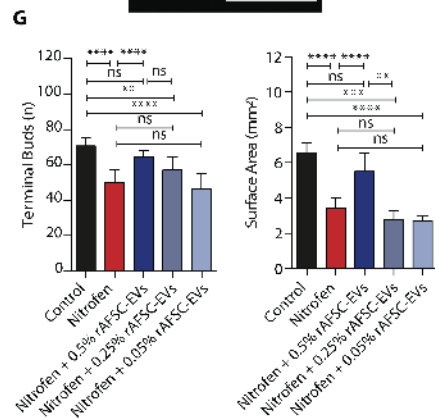 G
120
100
80
60
40
20
0
Terminal Buds (n)
**** ****
ns ns
**
****
ns
ns
Control
Nitrofen
Nitrofen + 0.5% rAFSC-EVs
Nitrofen + 0.25% rAFSC-EVs
Nitrofen + 0.05% rAFSC-EVs
12
10
8
6
4
2
0
Surface Area (mm²)
**** ****
ns **
***
****
ns
ns
Control
Nitrofen
Nitrofen + 0.5% rAFSC-EVs
Nitrofen + 0.25% rAFSC-EVs
Nitrofen + 0.05% rAFSC-EVs